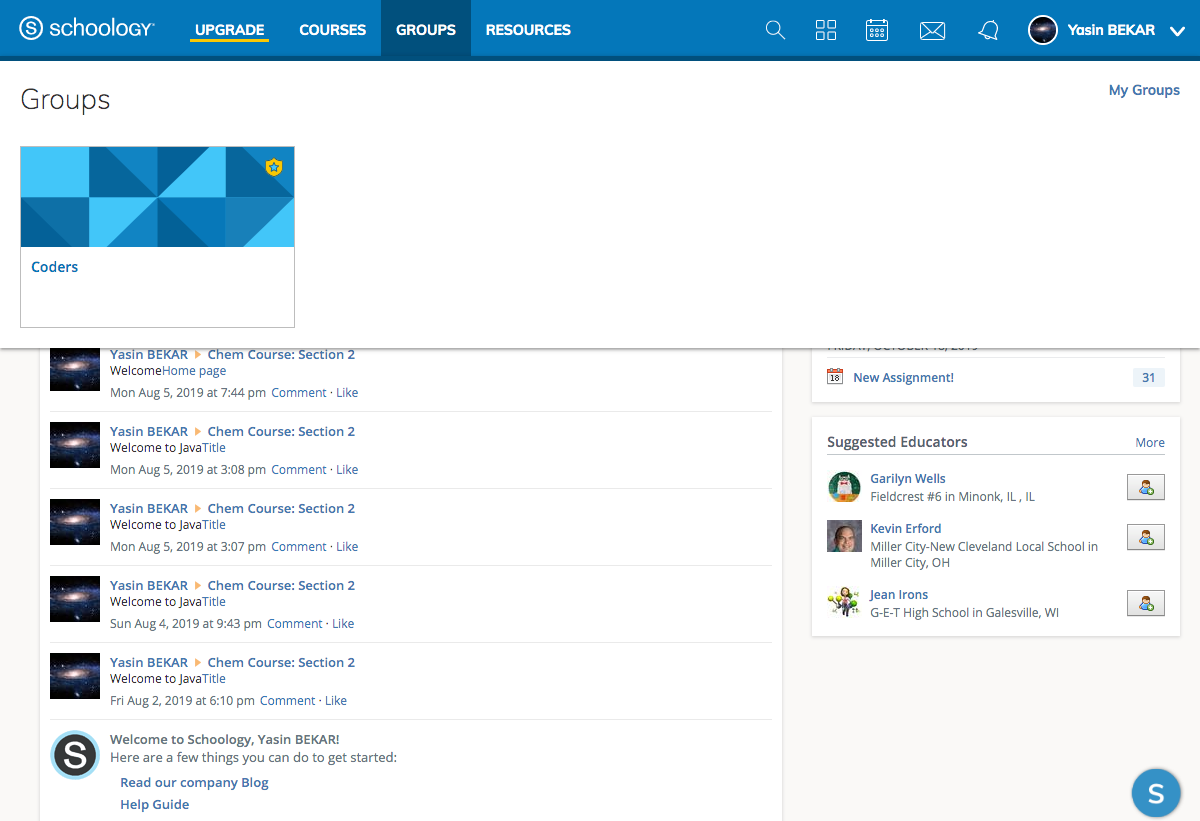 schoology
UPGRADE
COURSES
GROUPS
RESOURCES
Yasin BEKAR
Groups
My Groups
Coders
Yasin BEKAR Chem Course: Section 2
WelcomeHome page
Mon Aug 5, 2019 at 7:44 pm Comment · Like
Yasin BEKAR Chem Course: Section 2
Welcome to JavaTitle
Mon Aug 5, 2019 at 3:08 pm Comment · Like
Yasin BEKAR Chem Course: Section 2
Welcome to JavaTitle
Mon Aug 5, 2019 at 3:07 pm Comment · Like
Yasin BEKAR Chem Course: Section 2
Welcome to JavaTitle
Sun Aug 4, 2019 at 9:43 pm Comment · Like
Yasin BEKAR Chem Course: Section 2
Welcome to JavaTitle
Fri Aug 2, 2019 at 6:10 pm Comment · Like
S
Welcome to Schoology, Yasin BEKAR!
Here are a few things you can do to get started:
Read our company Blog
Help Guide
FRIDAY, OCTOBER 18, 2019
18 New Assignment! 31
Suggested Educators More
Garilyn Wells
Fieldcrest #6 in Minonk, IL , IL
Kevin Erford
Miller City-New Cleveland Local School in
Miller City, OH
Jean Irons
G-E-T High School in Galesville, WI
S